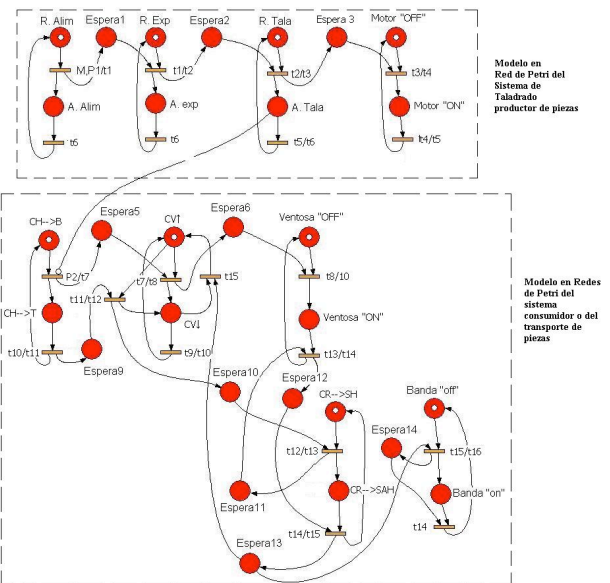 R. Alim
Espera1
R. Exp
Espera2
R. Tala
Espera 3
Motor "OFF"
M,P1/t1
t1/t2
t2/t3
t3/t4
A. Alim
A. exp
A. Tala
Motor "ON"
t6
t6
t5/t6
t4/t5
Modelo en
Red de Petri del
Sistema de
Taladrado
productor de piezas
CH-->B
Espera5
CV↑
Espera6
Ventosa "OFF"
P2/t7
t11/t12
t7/t8
t15
t8/10
CH-->T
CV↓
Ventosa "ON"
t10/t11
Espera9
t9/t10
t13/t14
Espera10
Espera12
CR-->SH
Banda "off"
Espera14
t12/t13
t15/t16
Espera11
CR-->SAH
Banda "on"
t14/t15
t14
Espera13
Modelo en Redes
de Petri del
sistema
consumidor o del
transporte de
piezas